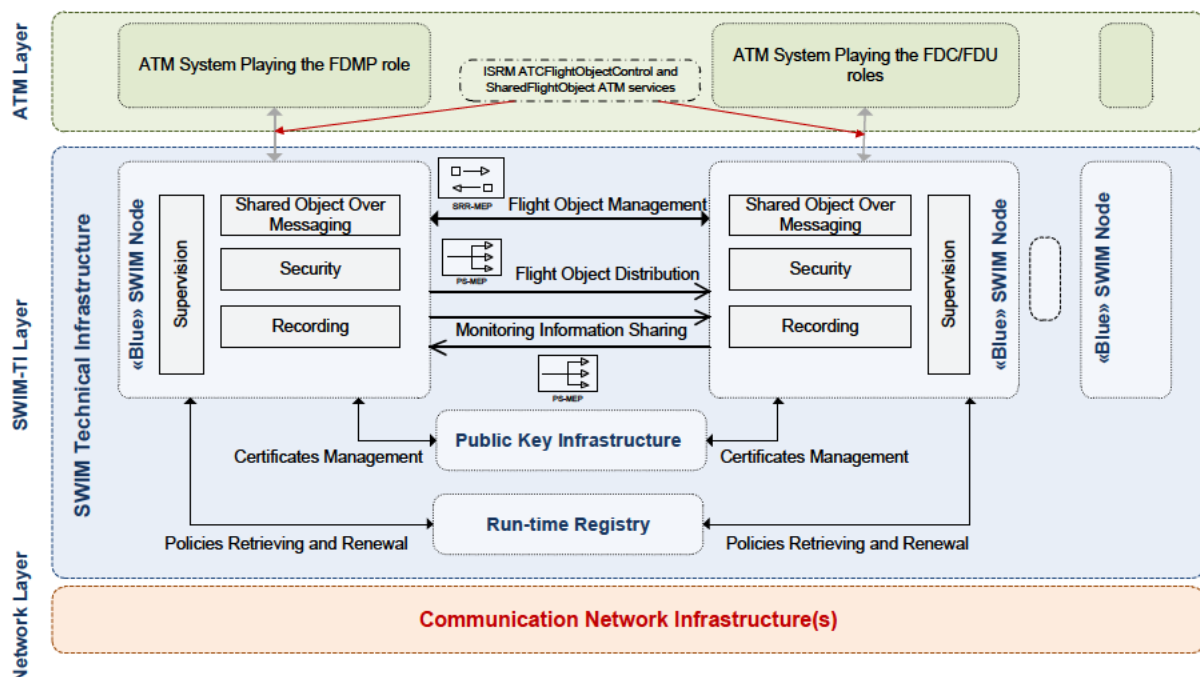 ATM Layer
ATM System Playing the FDMP role
ISRM ATCFlightObjectControl and
SharedFlightObject ATM services
ATM System Playing the FDC/FDU
roles
SWIM-TI Layer
SWIM Technical Infrastructure
«Blue» SWIM Node
Supervision
Shared Object Over
Messaging
Security
Recording
SRR-MEP
Flight Object Management
PS-MEP
Flight Object Distribution
Monitoring Information Sharing
PS-MEP
Shared Object Over
Messaging
Security
Recording
Supervision
«Blue» SWIM Node
«Blue» SWIM Node
Public Key Infrastructure
Certificates Management
Certificates Management
Run-time Registry
Policies Retrieving and Renewal
Policies Retrieving and Renewal
Network Layer
Communication Network Infrastructure(s)